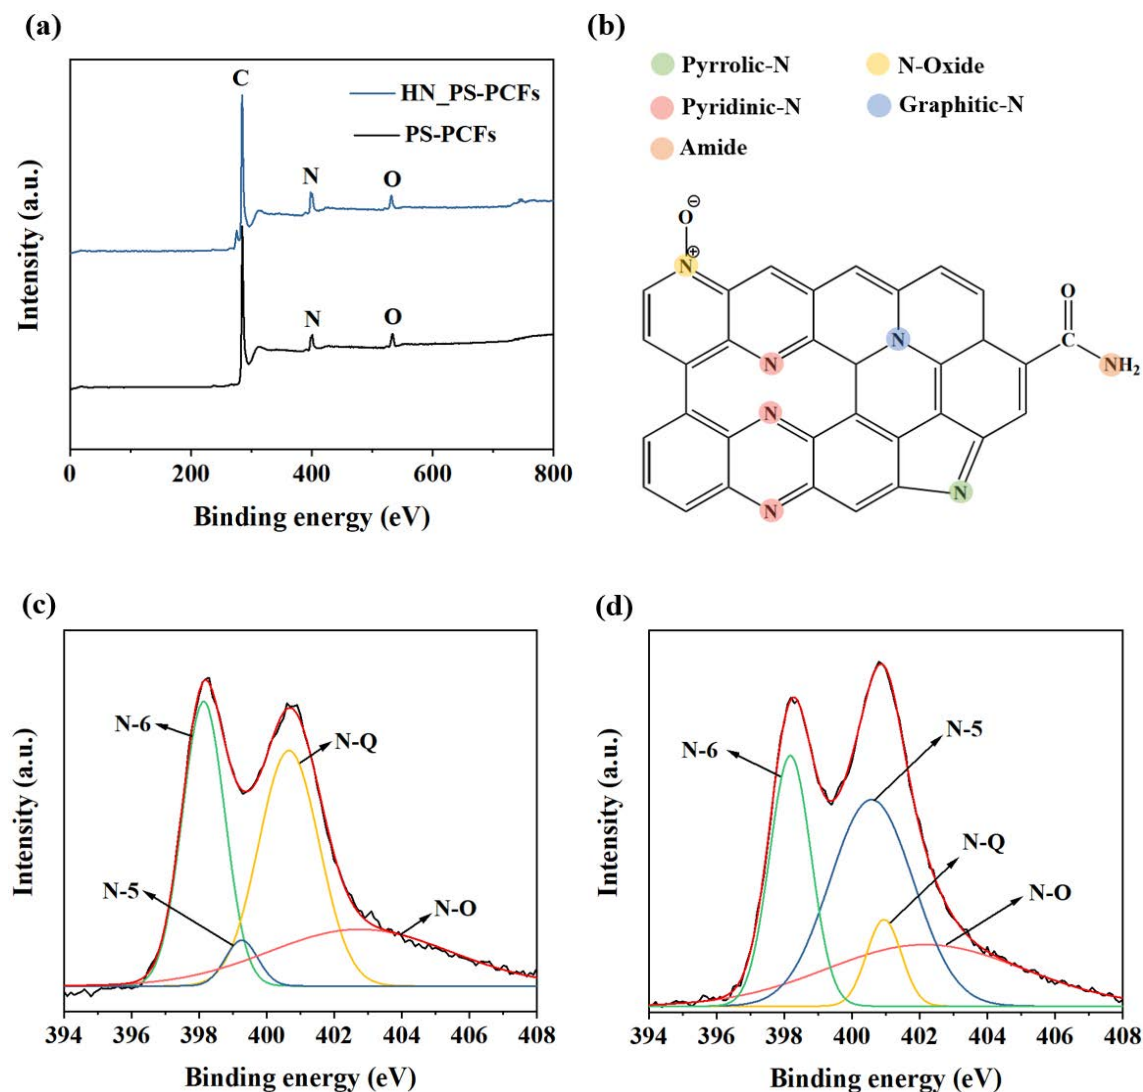 (a)
C
HN_PS-PCFs
PS-PCFs
N
O
N
O
Intensity (a.u.)
0
200
400
600
800
Binding energy (eV)
(b)
Pyrrolic-N
N-Oxide
Pyridinic-N
Graphitic-N
Amide
O
⊖
⊕
N
O
N
C
N
NH₂
N
N
N
(c)
N-6
N-Q
N-5
N-O
Intensity (a.u.)
394
396
398
400
402
404
406
408
Binding energy (eV)
(d)
N-5
N-6
N-Q
N-O
Intensity (a.u.)
394
396
398
400
402
404
406
408
Binding energy (eV)